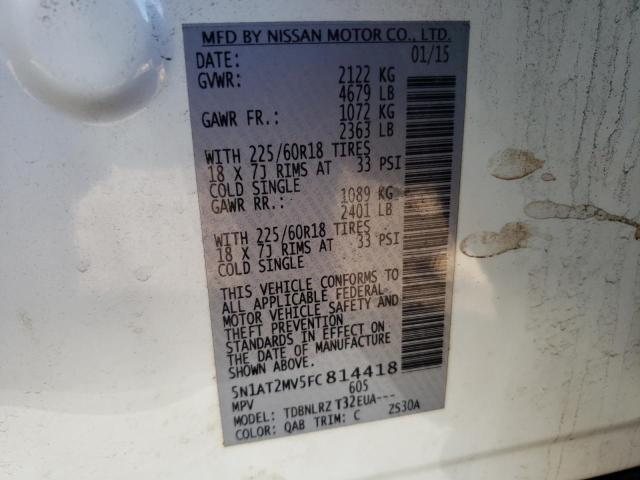 MFD BY NISSAN MOTOR CO., LTD.
DATE: 01/15
GVWR: 2122 KG
4679 LB
GAWR FR.: 1072 KG
2363 LB
WITH 225/60R18 TIRES
18 X 7J RIMS AT 33 PSI
COLD SINGLE
GAWR RR.: 1089 KG
2401 LB
WITH 225/60R18 TIRES
18 X 7J RIMS AT 33 PSI
COLD SINGLE
THIS VEHICLE CONFORMS TO
ALL APPLICABLE FEDERAL
MOTOR VEHICLE SAFETY AND
THEFT PREVENTION
STANDARDS IN EFFECT ON
THE DATE OF MANUFACTURE
SHOWN ABOVE.
5N1AT2MV5FC814418
MPV 605
MODEL: TDBNLRZ T32EUA---
COLOR: QAB TRIM: C ZS30A